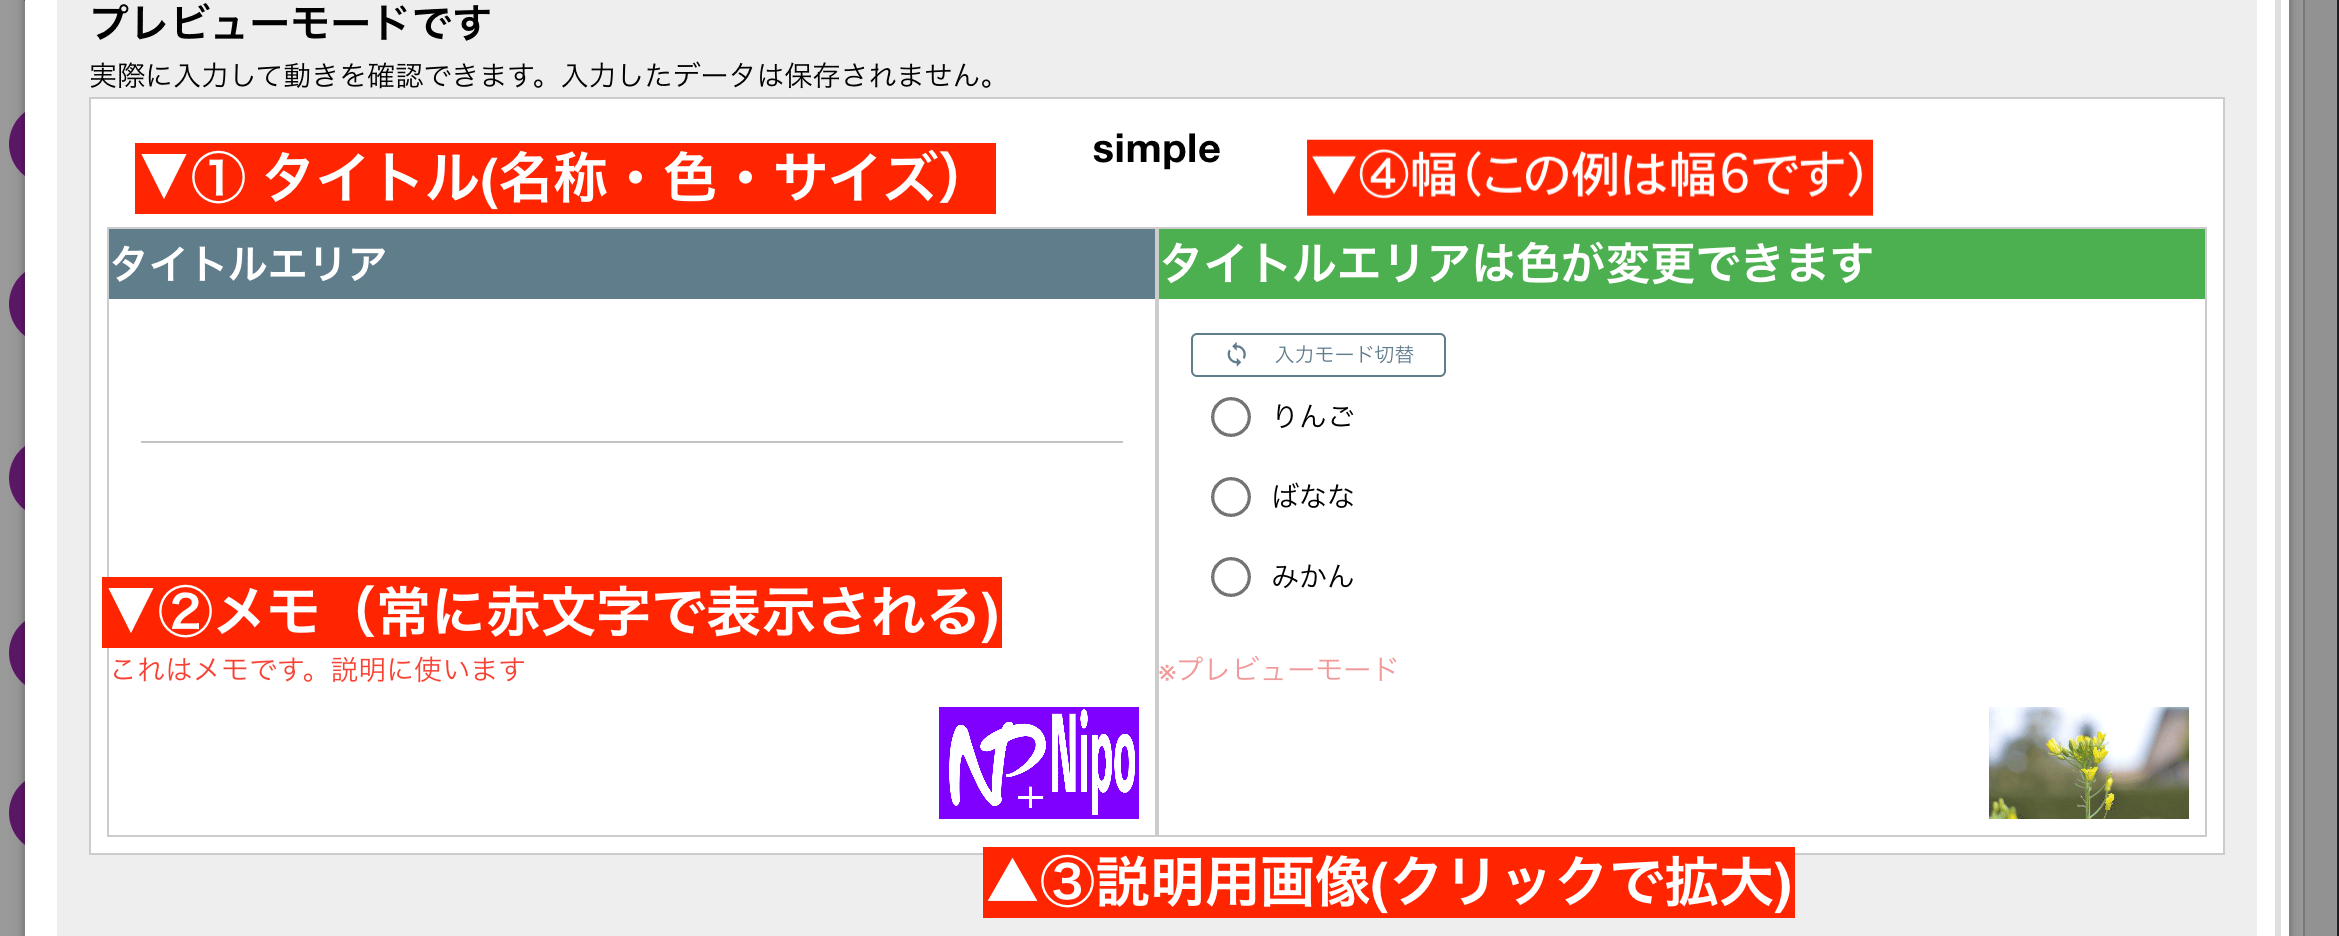 プレビューモードです
実際に入力して動きを確認できます。入力したデータは保存されません。
simple
▼① タイトル(名称・色・サイズ）
▼④幅（この例は幅6です）
タイトルエリア
タイトルエリアは色が変更できます
入力モード切替
りんご
ばなな
みかん
▼②メモ（常に赤文字で表示される)
これはメモです。説明に使います
※プレビューモード
NP+Nipo
▲③説明用画像(クリックで拡大)